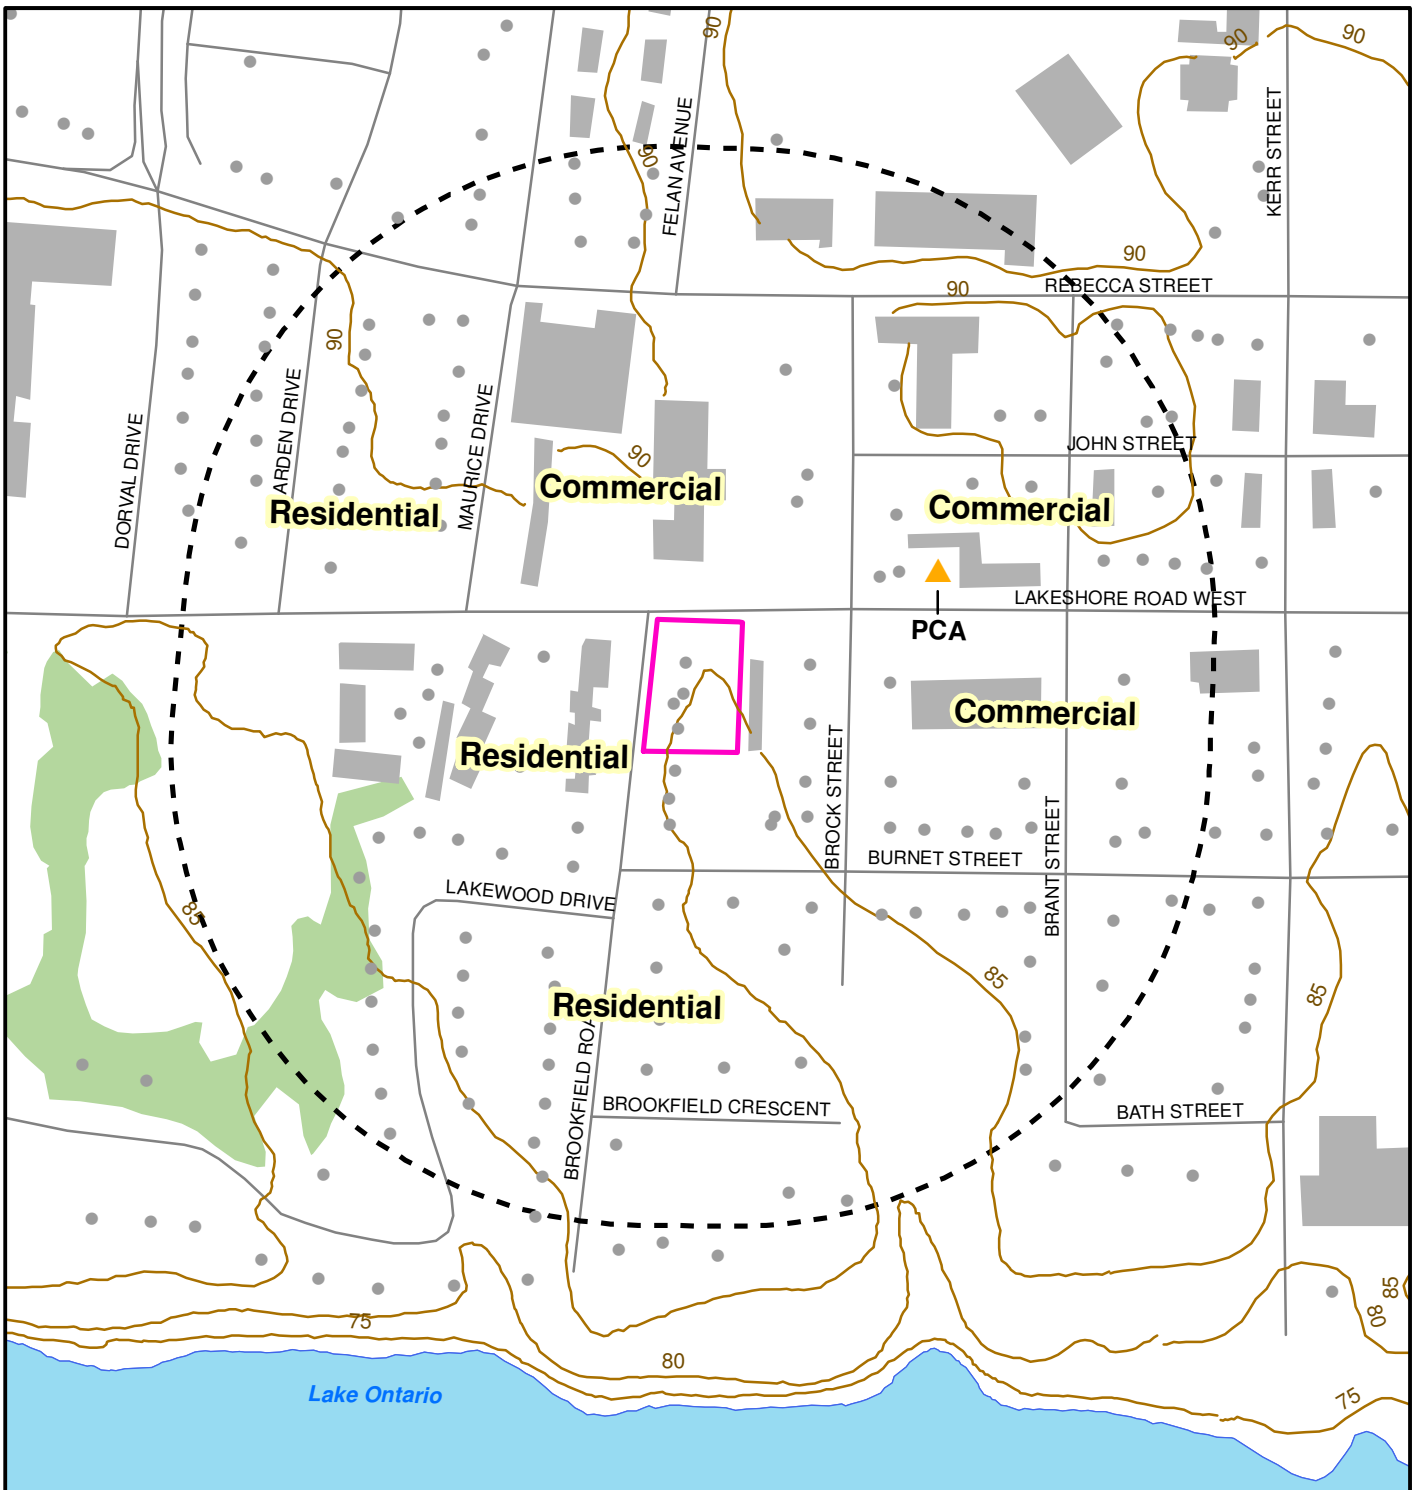 90
90
90
FELAN AVENUE
KERR STREET
90
90
REBECCA STREET
90
90
DORVAL DRIVE
ARDEN DRIVE
MAURICE DRIVE
JOHN STREET
90
Commercial
Residential
Commercial
LAKESHORE ROAD WEST
PCA
Commercial
Residential
BROCK STREET
BURNET STREET
BRANT STREET
LAKEWOOD DRIVE
85
85
85
Residential
BROOKFIELD ROA
BROOKFIELD CRESCENT
BATH STREET
85
80
75
80
75
Lake Ontario